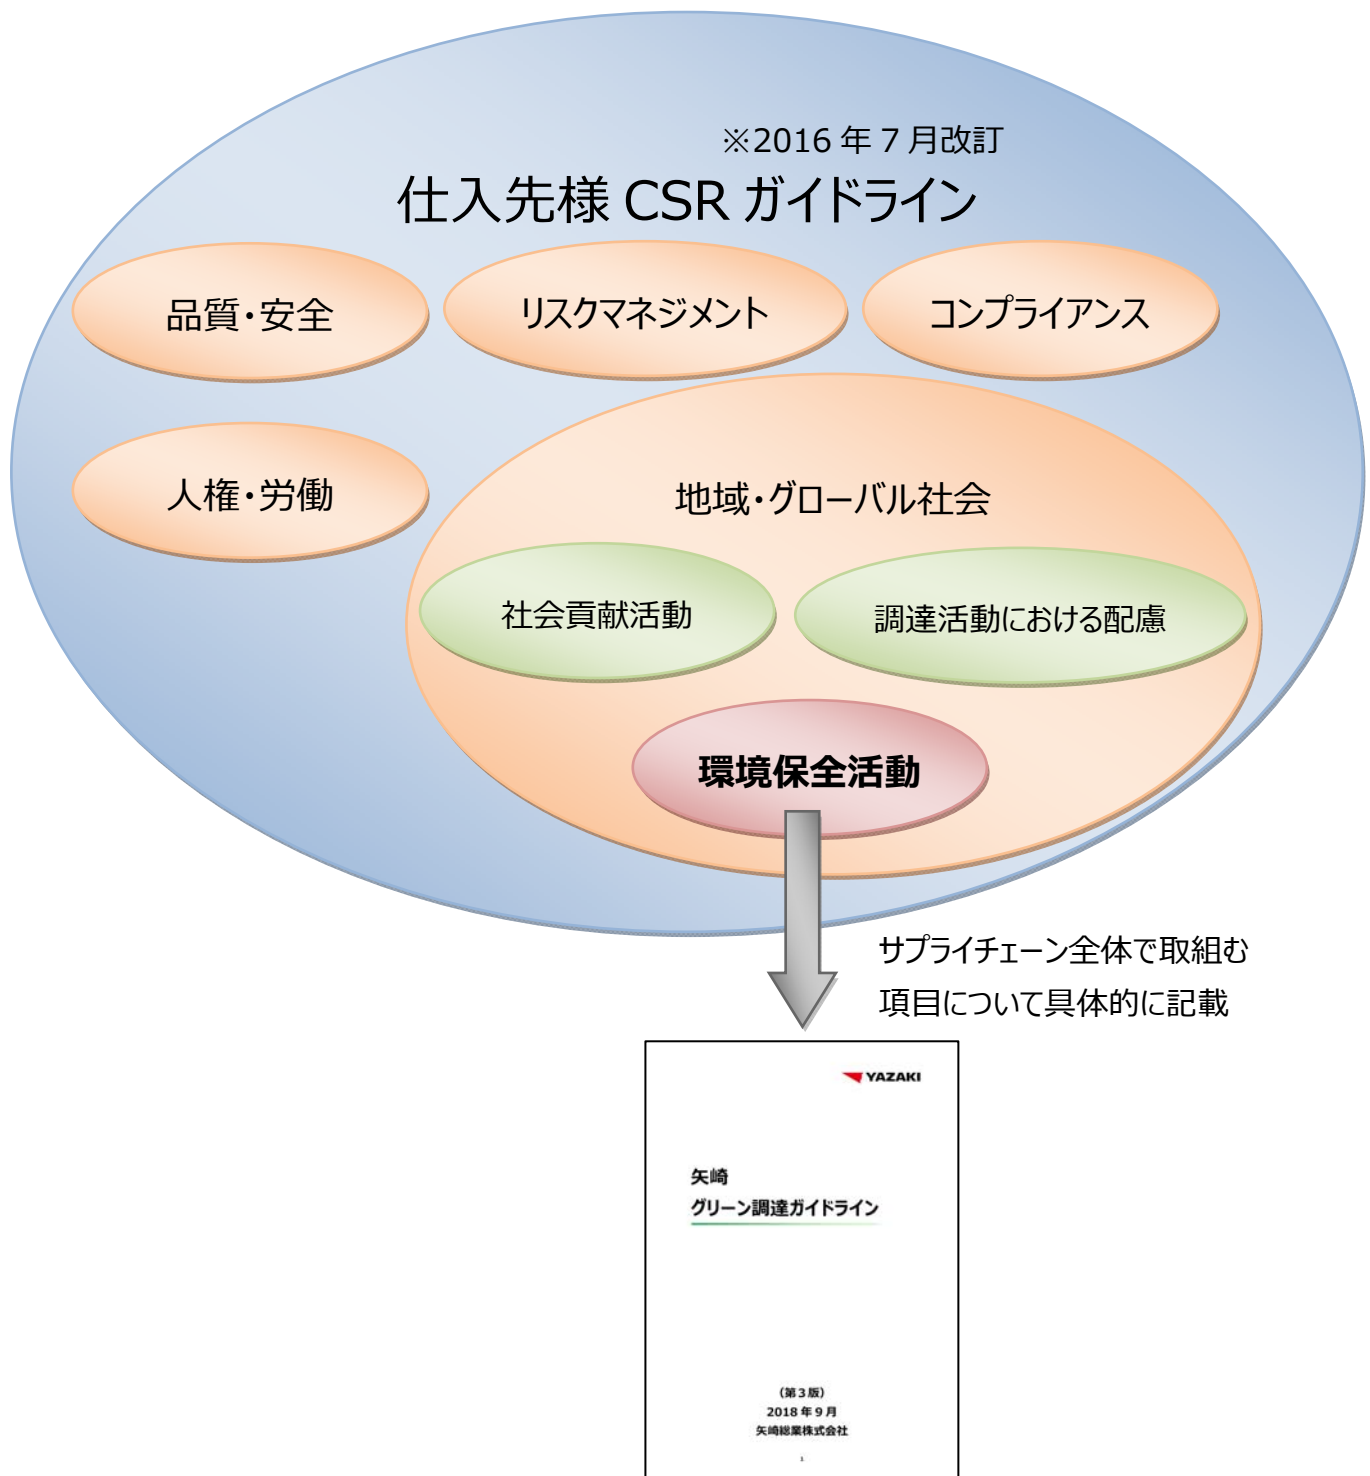 ※2016年7月改訂
仕入先様 CSR ガイドライン
品質・安全
リスクマネジメント
コンプライアンス
人権・労働
地域・グローバル社会
社会貢献活動
調達活動における配慮
環境保全活動
サプライチェーン全体で取組む
項目について具体的に記載
YAZAKI
矢崎
グリーン調達ガイドライン
（第3版）
2018年9月
矢崎総業株式会社
1